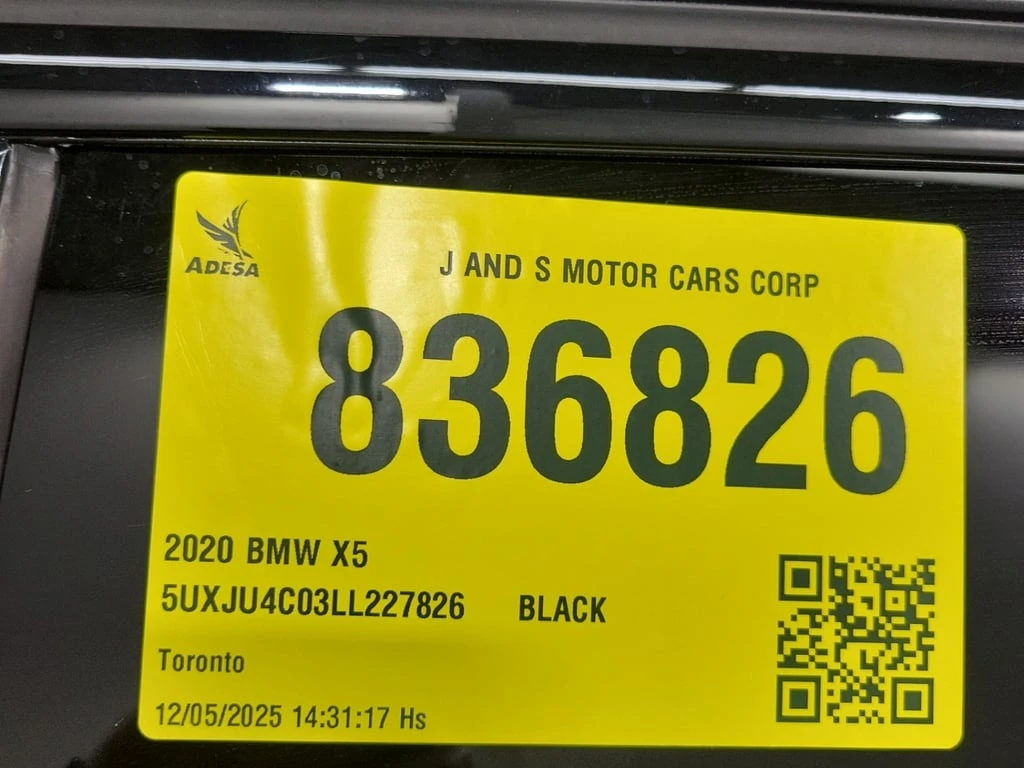 ADESA
J AND S MOTOR CARS CORP
836826
2020 BMW X5
5UXJU4C03LL227826 BLACK
Toronto
12/05/2025 14:31:17 Hs